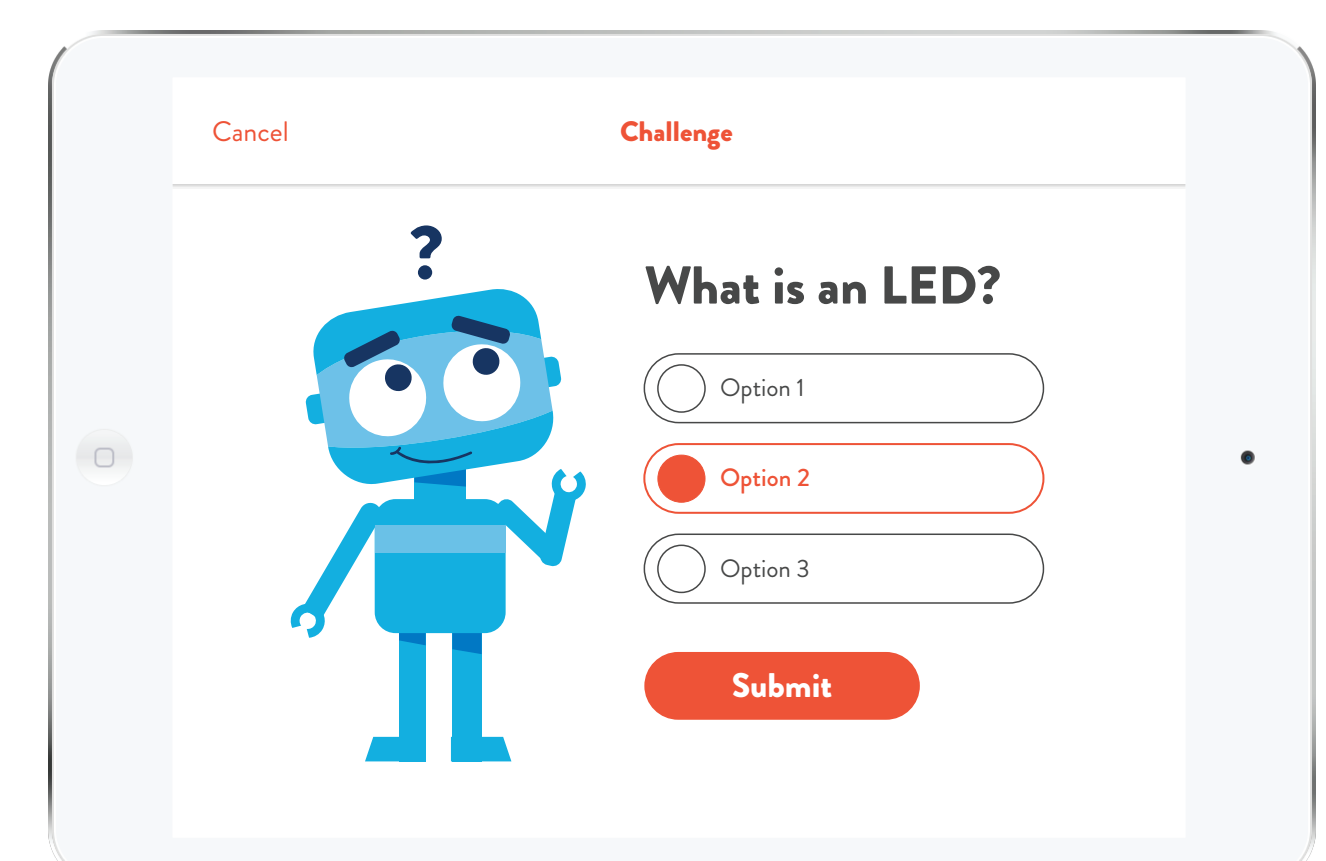 Cancel
Challenge
?
What is an LED?
Option 1
Option 2
Option 3
Submit